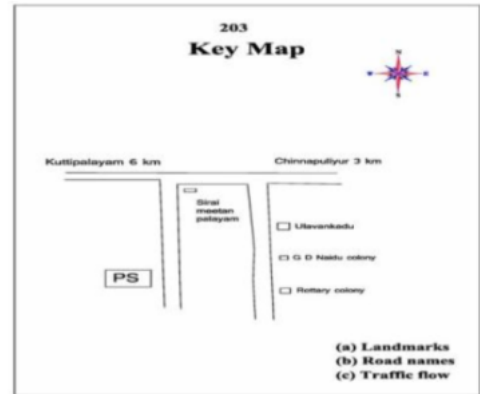 203
Key Map
N
W E
S
Kuttipalayam 6 km Chinnapuliyur 3 km
Sirai
meetan
palayam
Ulavankadu
G D Naidu colony
PS
Rottary colony
(a) Landmarks
(b) Road names
(c) Traffic flow